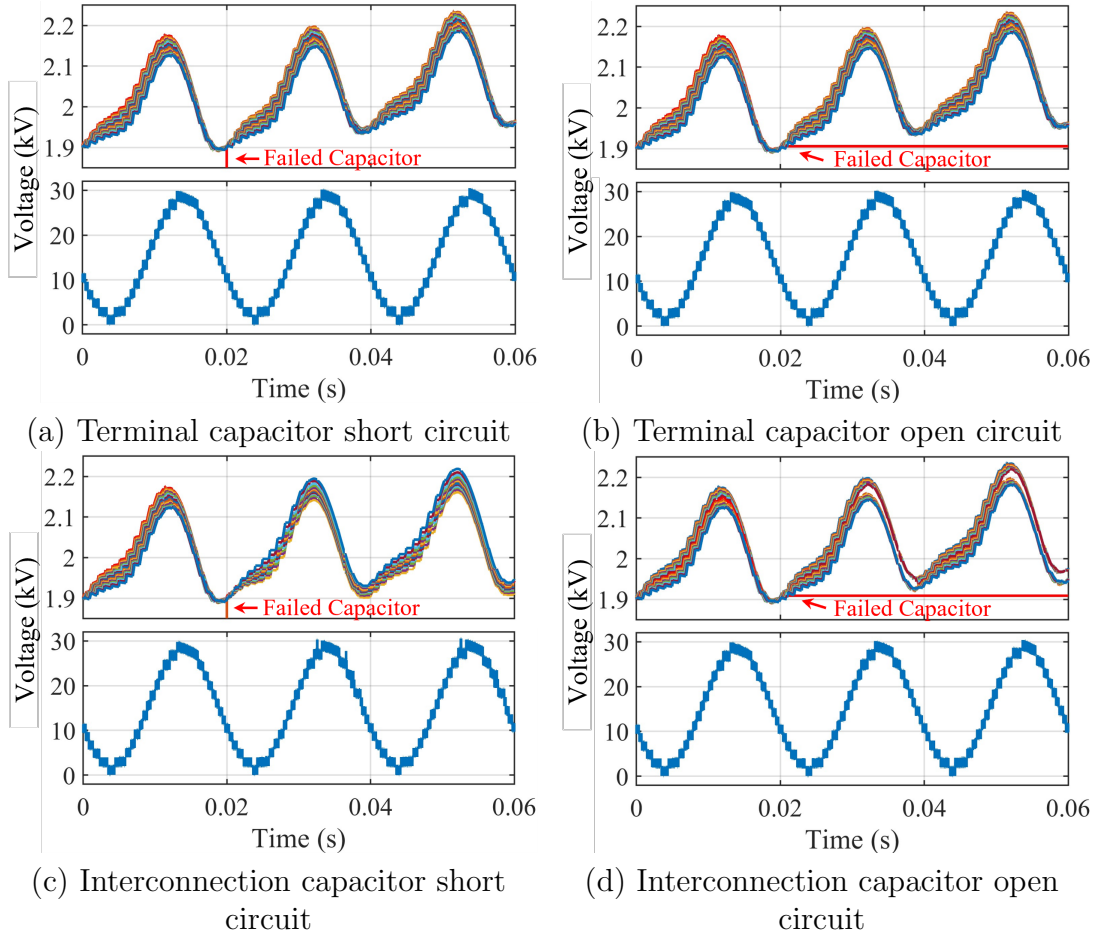 2.2
2.1
2
1.9
Failed Capacitor
Voltage (kV)
30
20
10
0
0
0.02
0.04
0.06
Time (s)
(a) Terminal capacitor short circuit
2.2
2.1
2
1.9
Failed Capacitor
Voltage (kV)
30
20
10
0
0
0.02
0.04
0.06
Time (s)
(b) Terminal capacitor open circuit
2.2
2.1
2
1.9
Failed Capacitor
Voltage (kV)
30
20
10
0
0
0.02
0.04
0.06
Time (s)
(c) Interconnection capacitor short
circuit
2.2
2.1
2
1.9
Failed Capacitor
Voltage (kV)
30
20
10
0
0
0.02
0.04
0.06
Time (s)
(d) Interconnection capacitor open
circuit